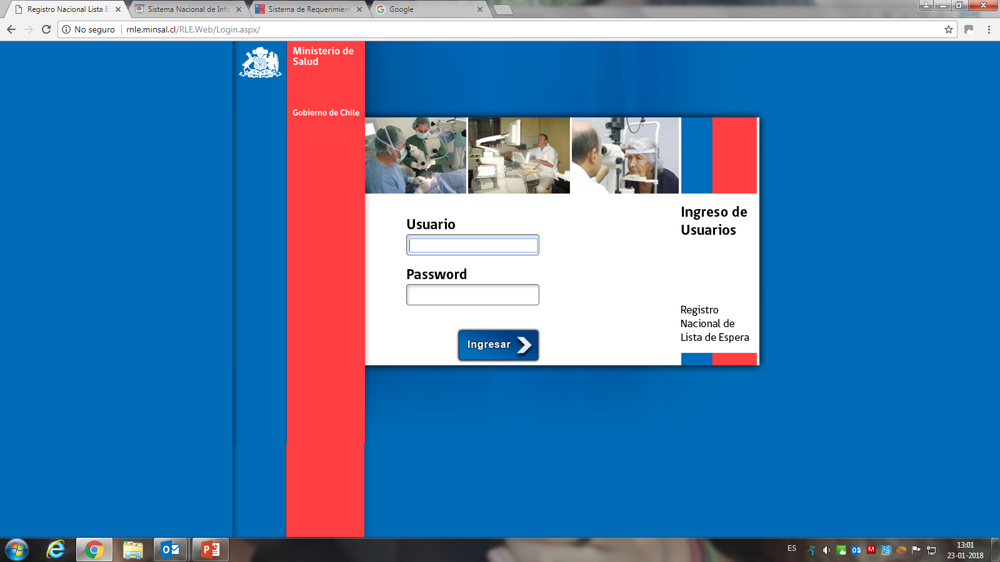 Registro Nacional Lista E
Sistema Nacional de Info
Sistema de Requerimient
Google
No seguro
rnle.minsal.cl/RLE.Web/Login.aspx/
Ministerio de
Salud
Gobierno de Chile
Ingreso de
Usuarios
Usuario
Password
Ingresar
Registro
Nacional de
Lista de Espera
ES
13:01
23-01-2018